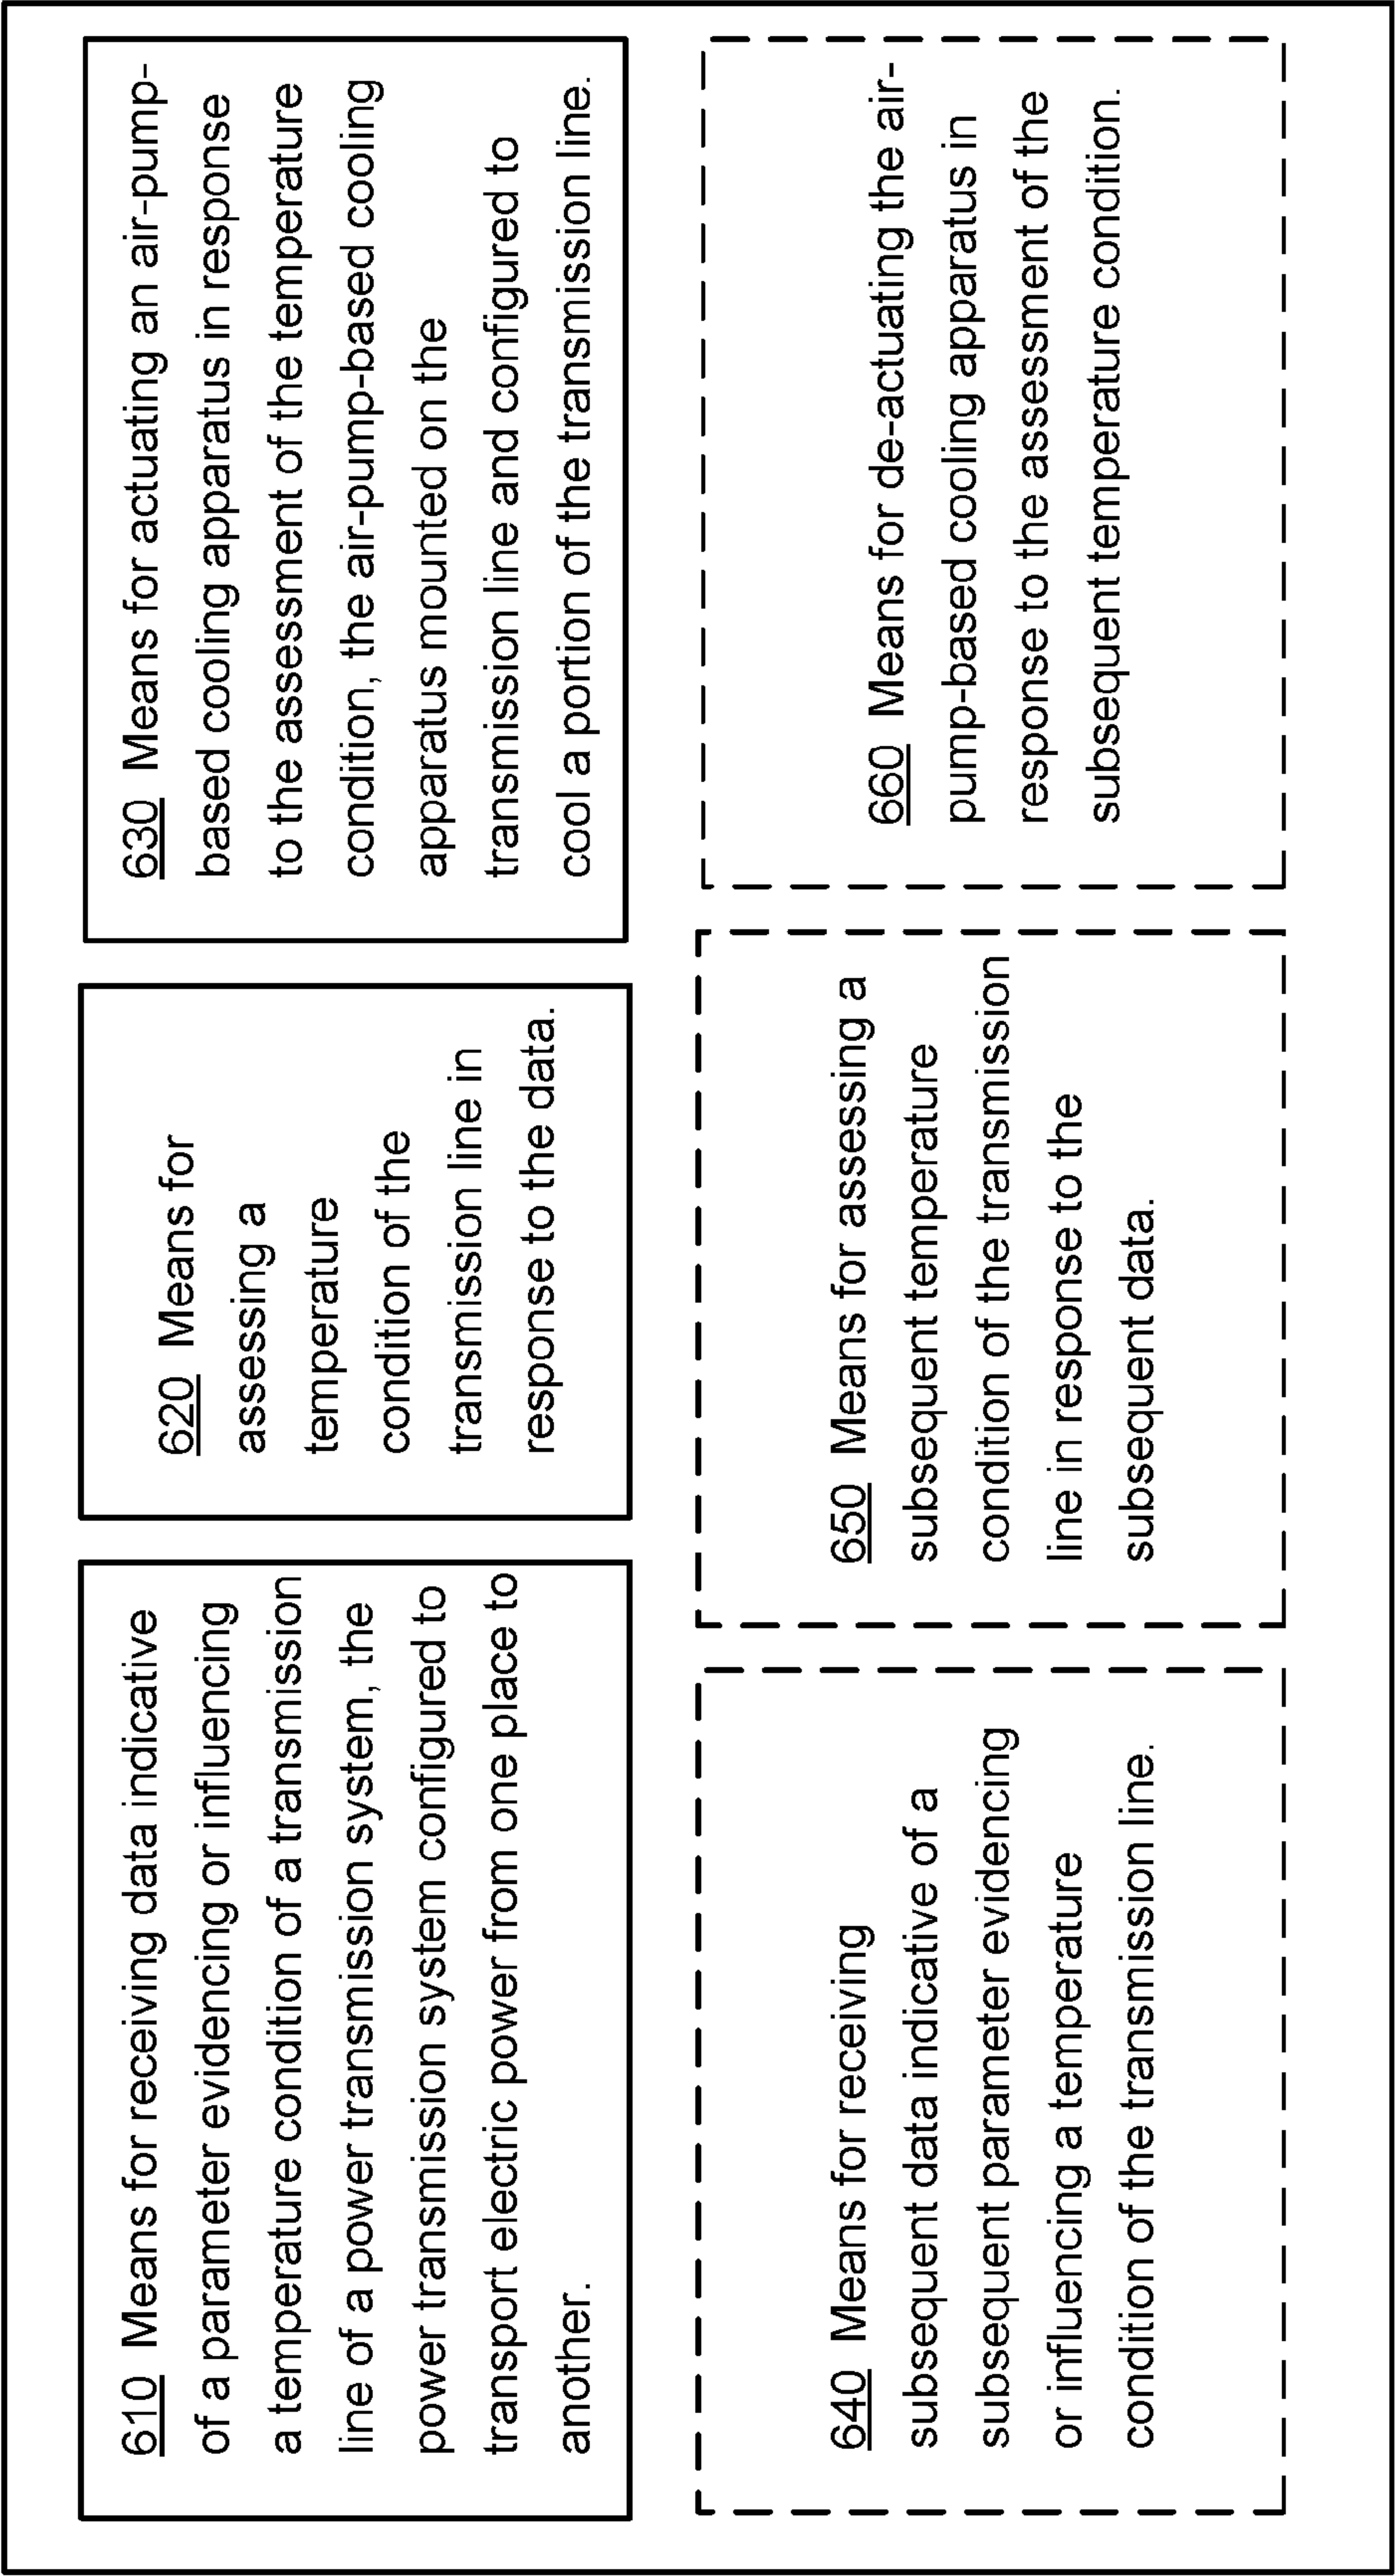 610 Means for receiving data indicative
of a parameter evidencing or influencing
a temperature condition of a transmission
line of a power transmission system, the
power transmission system configured to
transport electric power from one place to
another.
620 Means for
assessing a
temperature
condition of the
transmission line in
response to the data.
630 Means for actuating an air-pump-
based cooling apparatus in response
to the assessment of the temperature
condition, the air-pump-based cooling
apparatus mounted on the
transmission line and configured to
cool a portion of the transmission line.
640 Means for receiving
subsequent data indicative of a
subsequent parameter evidencing
or influencing a temperature
condition of the transmission line.
650 Means for assessing a
subsequent temperature
condition of the transmission
line in response to the
subsequent data.
660 Means for de-actuating the air-
pump-based cooling apparatus in
response to the assessment of the
subsequent temperature condition.